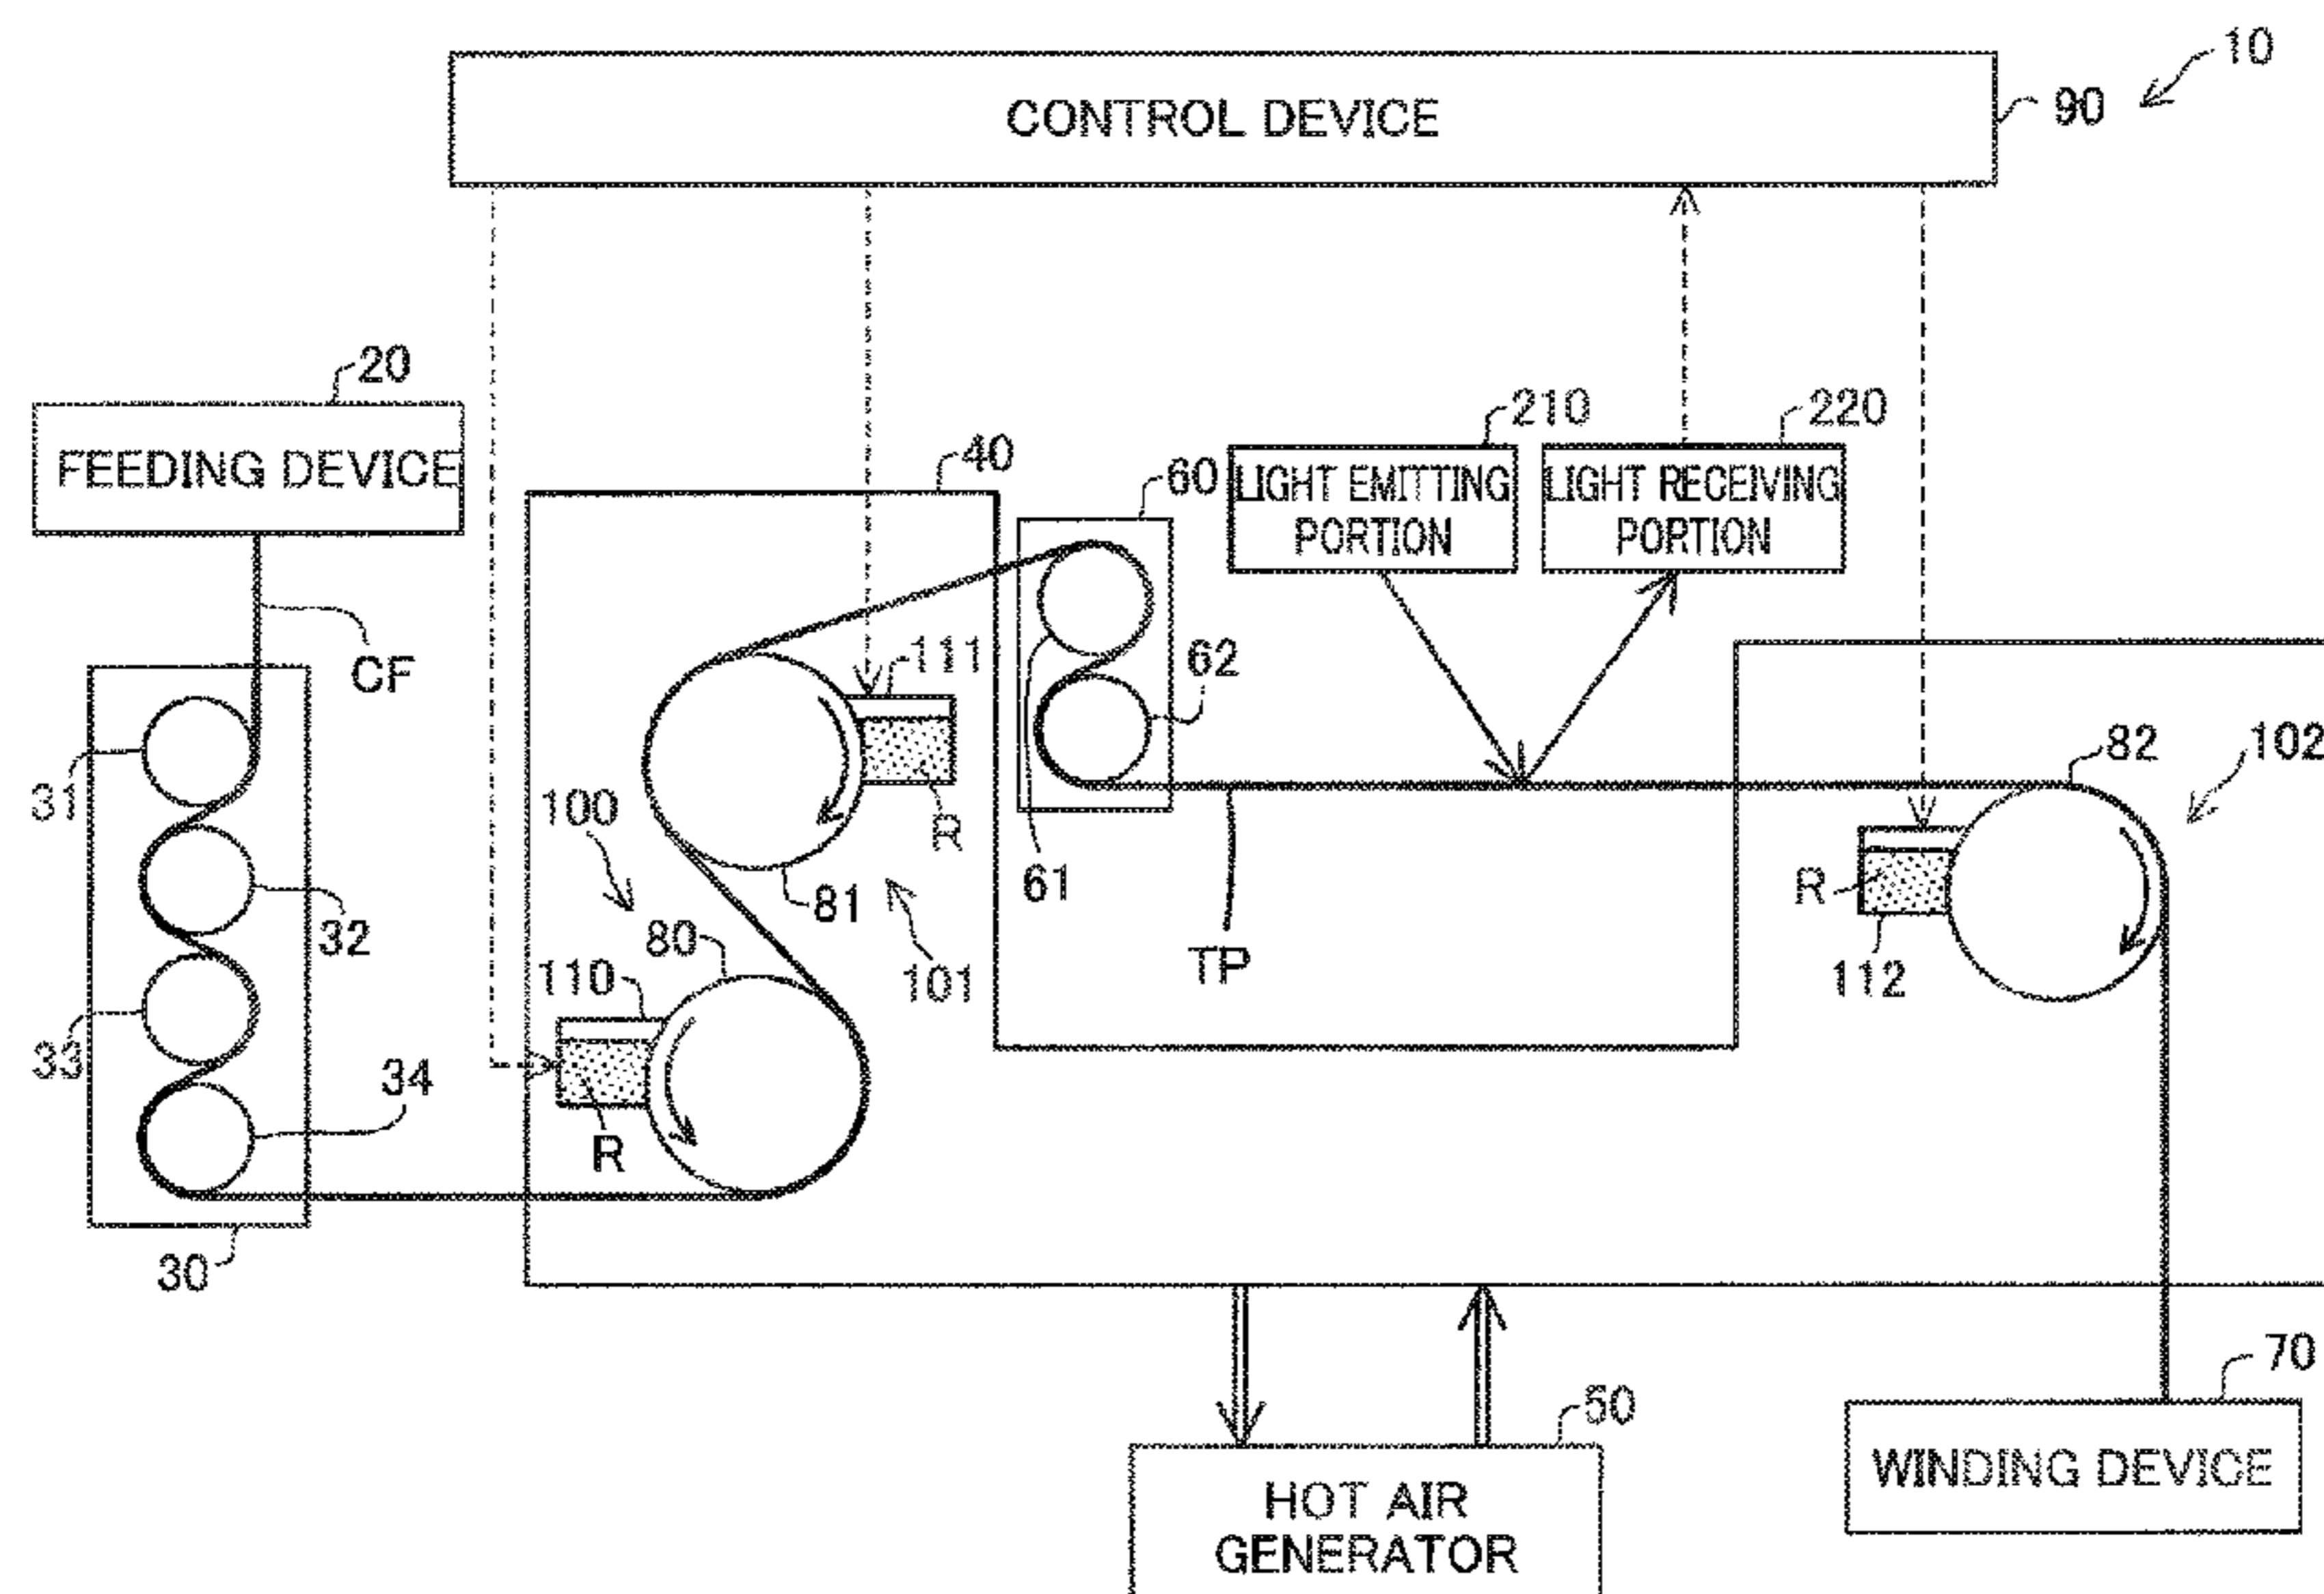 10
CONTROL DEVICE
90
20
FEEDING DEVICE
CF
40
60
210
LIGHT EMITTING
PORTION
220
LIGHT RECEIVING
PORTION
31
32
33
34
30
111
R
62
61
100
81
101
80
110
R
TP
82
102
R
112
50
HOT AIR
GENERATOR
70
WINDING DEVICE